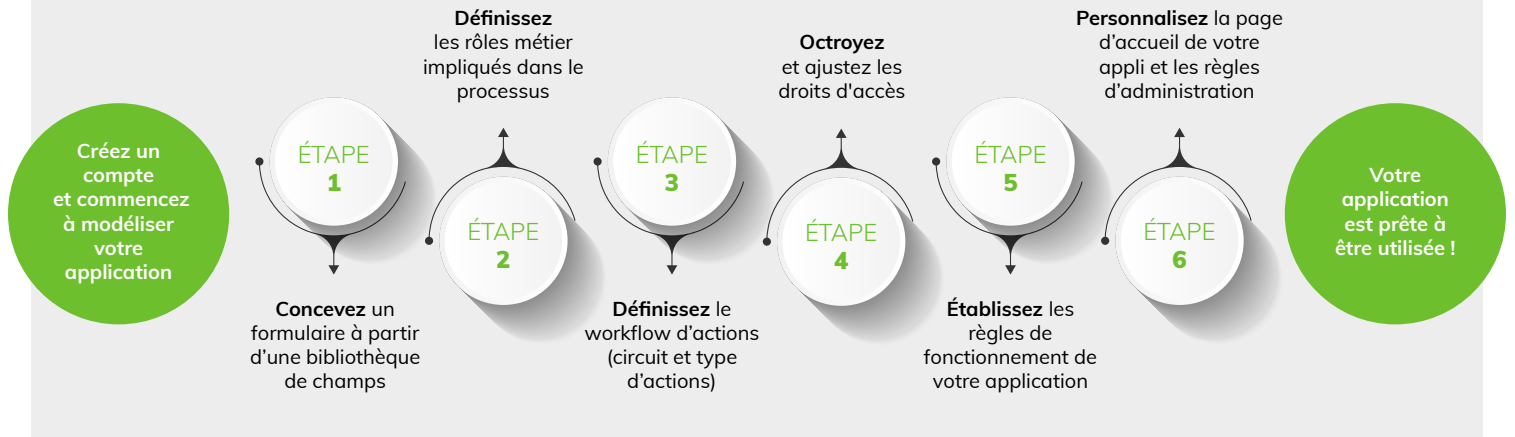 Créez un
compte
et commencez
à modéliser
votre
application
ÉTAPE
1
Concevez un
formulaire à partir
d’une bibliothèque
de champs
Définissez
les rôles métier
impliqués dans le
processus
ÉTAPE
2
ÉTAPE
3
Définissez le
workflow d’actions
(circuit et type
d’actions)
Octroyez
et ajustez les
droits d'accès
ÉTAPE
4
ÉTAPE
5
Établissez les
règles de
fonctionnement de
votre application
Personnalisez la page
d’accueil de votre
appli et les règles
d’administration
ÉTAPE
6
Votre
application
est prête à
être utilisée !